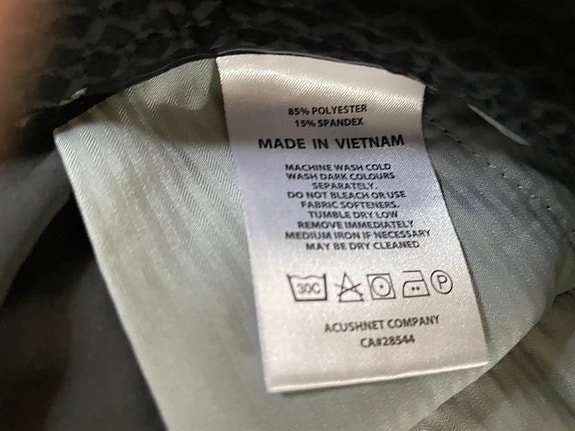 85% POLYESTER
15% SPANDEX
MADE IN VIETNAM
MACHINE WASH COLD
WASH DARK COLOURS
SEPARATELY.
DO NOT BLEACH OR USE
FABRIC SOFTENERS.
TUMBLE DRY LOW
REMOVE IMMEDIATELY
MEDIUM IRON IF NECESSARY
MAY BE DRY CLEANED
30C P
ACUSHNET COMPANY
CA#28544